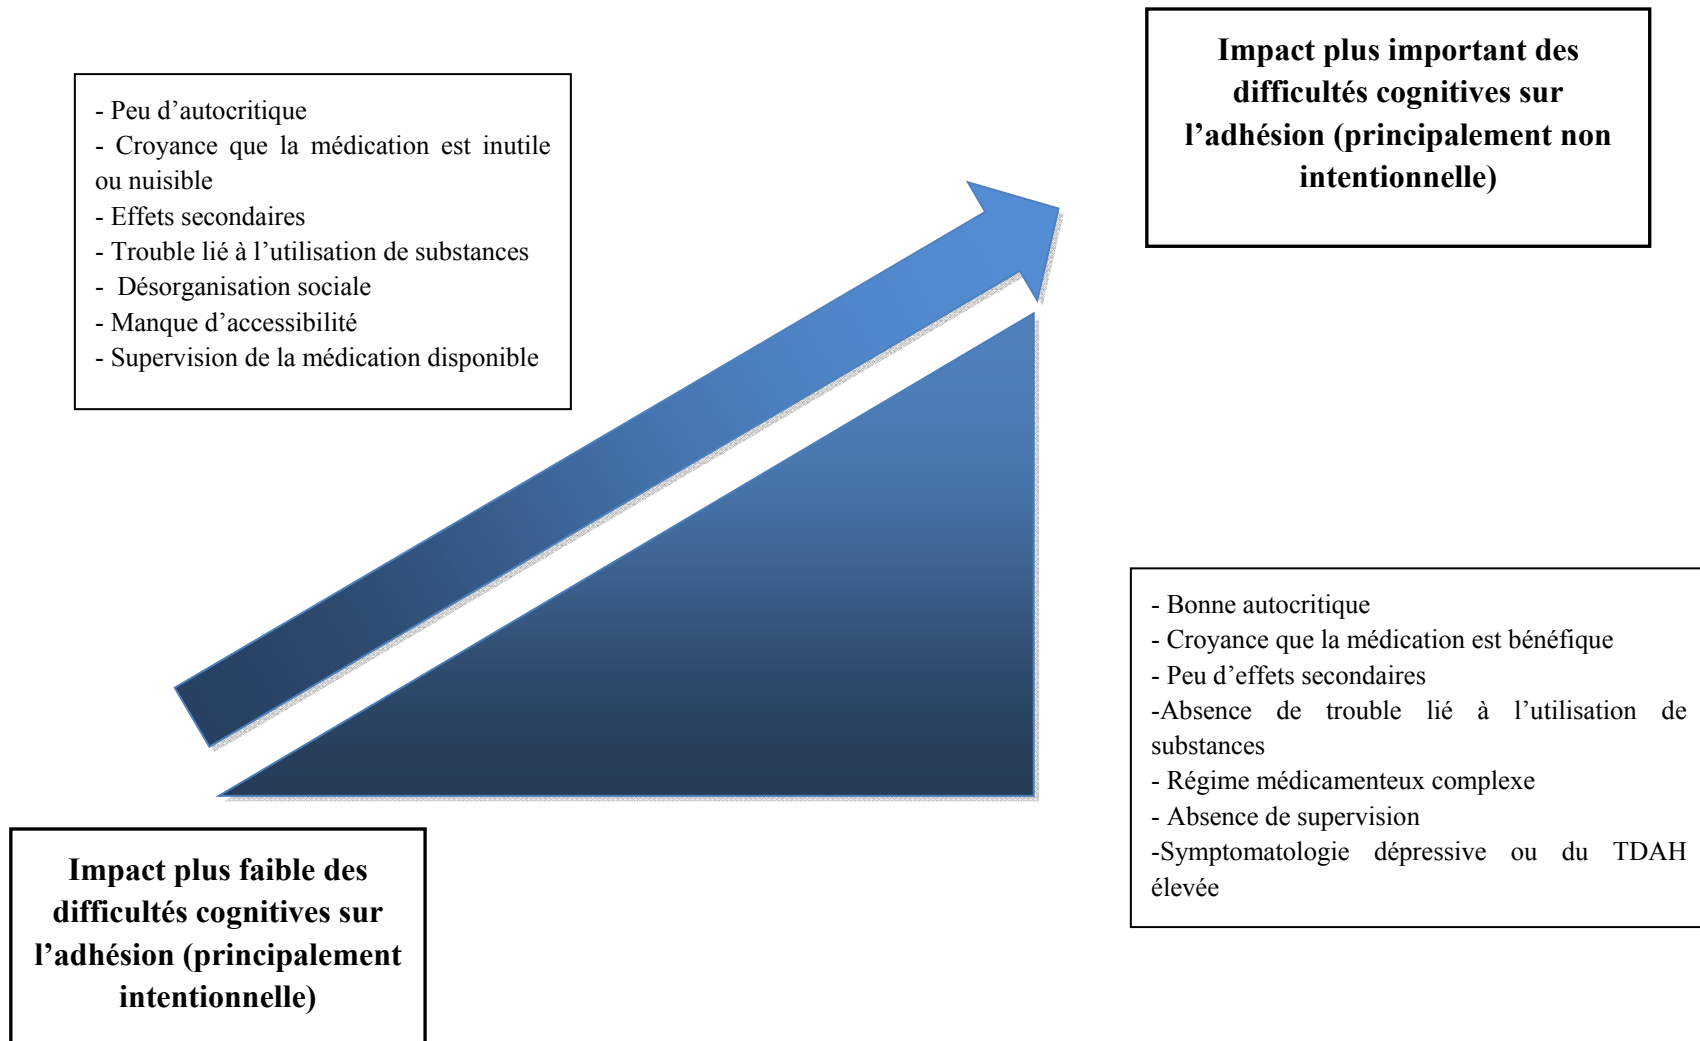 Impact plus important des
difficultés cognitives sur
l’adhésion (principalement non
intentionnelle)
- Peu d’autocritique
- Croyance que la médication est inutile
ou nuisible
- Effets secondaires
- Trouble lié à l’utilisation de substances
- Désorganisation sociale
- Manque d’accessibilité
- Supervision de la médication disponible
- Bonne autocritique
- Croyance que la médication est bénéfique
- Peu d’effets secondaires
-Absence de trouble lié à l’utilisation de
substances
- Régime médicamenteux complexe
- Absence de supervision
-Symptomatologie dépressive ou du TDAH
élevée
Impact plus faible des
difficultés cognitives sur
l’adhésion (principalement
intentionnelle)